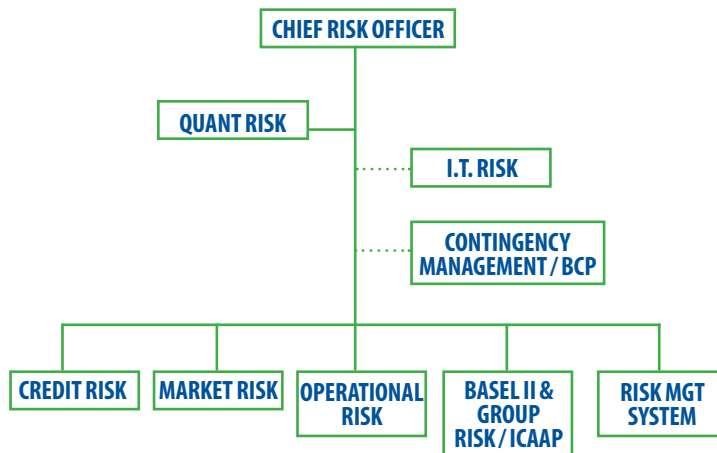 CHIEF RISK OFFICER
QUANT RISK
I.T. RISK
CONTINGENCY
MANAGEMENT / BCP
CREDIT RISK
MARKET RISK
OPERATIONAL
RISK
BASEL II &
GROUP
RISK / ICAAP
RISK MGT
SYSTEM